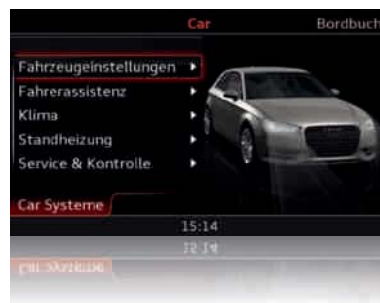 Car Bordbuch
Fahrzeugeinstellungen
Fahrerassistenz
Klima
Standheizung
Service & Kontrolle
Car Systeme
15:14